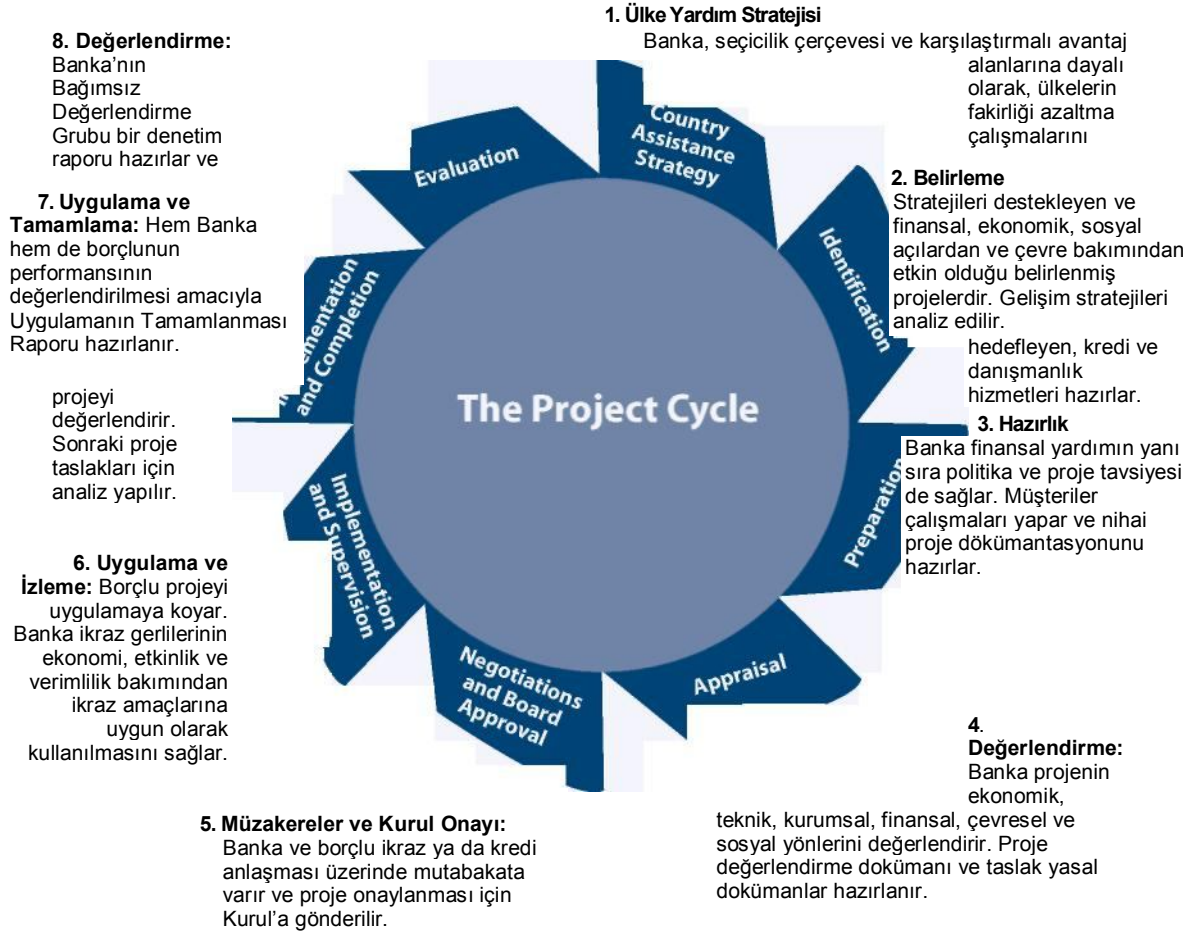 1. Ülke Yardım Stratejisi
Banka, seçicilik çerçevesi ve karşılaştırmalı avantaj
alanlarına dayalı
olarak, ülkelerin
fakirliği azaltma
çalışmalarını
2. Belirleme
Stratejileri destekleyen ve
finansal, ekonomik, sosyal
açılardan ve çevre bakımından
etkin olduğu belirlenmiş
projelerdir. Gelişim stratejileri
analiz edilir.
hedefleyen, kredi ve
danışmanlık
hizmetleri hazırlar.
3. Hazırlık
Banka finansal yardımın yanı
sıra politika ve proje tavsiyesi
de sağlar. Müşteriler
çalışmaları yapar ve nihai
proje dökümantasyonunu
hazırlar.
4.
Değerlendirme:
Banka projenin
ekonomik,
teknik, kurumsal, finansal, çevresel ve
sosyal yönlerini değerlendirir. Proje
değerlendirme dokümanı ve taslak yasal
dokümanlar hazırlanır.
5. Müzakereler ve Kurul Onayı:
Banka ve borçlu ikraz ya da kredi
anlaşması üzerinde mutabakata
varır ve proje onaylanması için
Kurul’a gönderilir.
6. Uygulama ve
İzleme: Borçlu projeyi
uygulamaya koyar.
Banka ikraz gerlilerinin
ekonomi, etkinlik ve
verimlilik bakımından
ikraz amaçlarına
uygun olarak
kullanılmasını sağlar.
7. Uygulama ve
Tamamlama: Hem Banka
hem de borçlunun
performansının
değerlendirilmesi amacıyla
Uygulamanın Tamamlanması
Raporu hazırlanır.
8. Değerlendirme:
Banka’nın
Bağımsız
Değerlendirme
Grubu bir denetim
raporu hazırlar ve
projeyi
değerlendirir.
Sonraki proje
taslakları için
analiz yapılır.
The Project Cycle
Country
Assistance
Strategy
Identification
Preparation
Appraisal
Negotiations
and Board
Approval
Implementation
and Supervision
and Completion
Evaluation